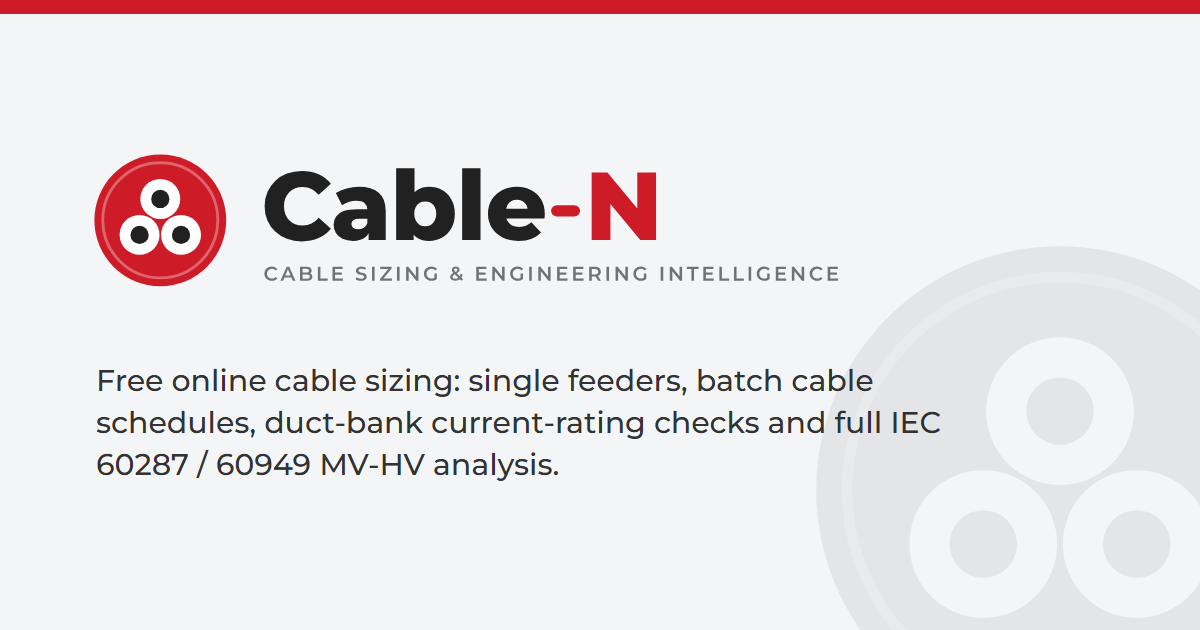 Cable-N
CABLE SIZING & ENGINEERING INTELLIGENCE
Free online cable sizing: single feeders, batch cable
schedules, duct-bank current-rating checks and full IEC
60287 / 60949 MV-HV analysis.